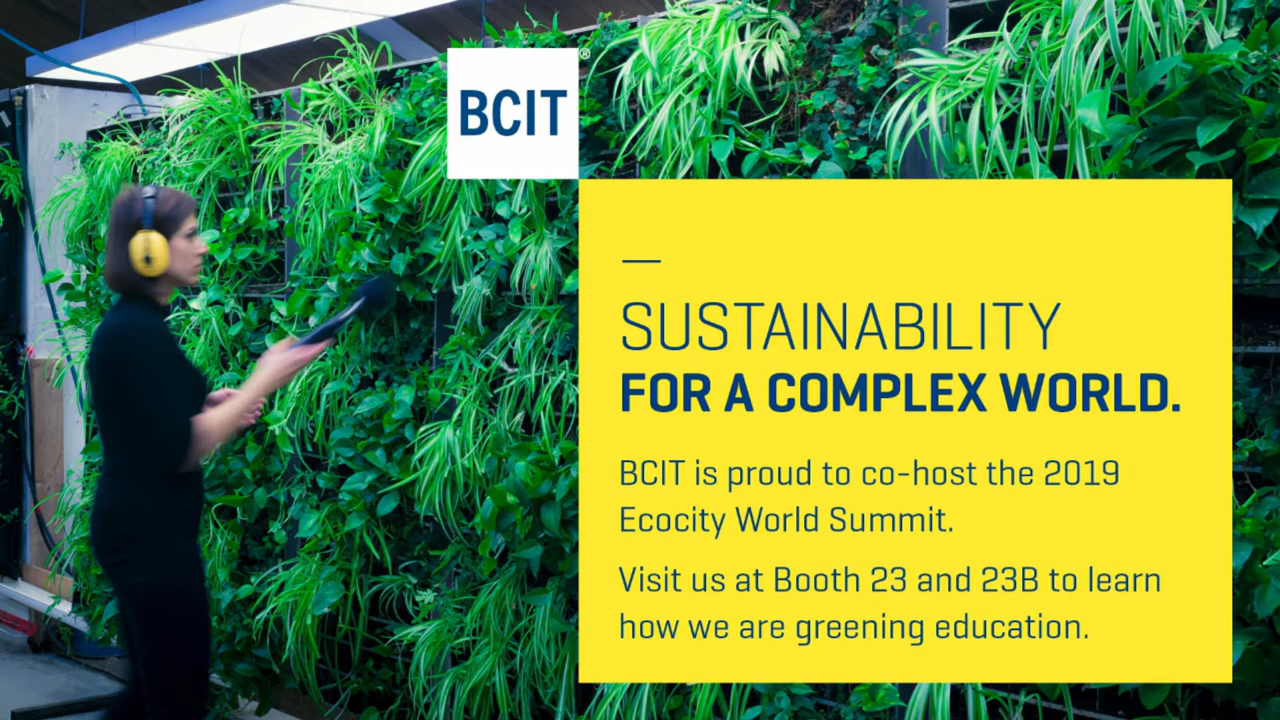 BCIT®
—
SUSTAINABILITY
FOR A COMPLEX WORLD.
BCIT is proud to co-host the 2019
Ecocity World Summit.
Visit us at Booth 23 and 23B to learn
how we are greening education.